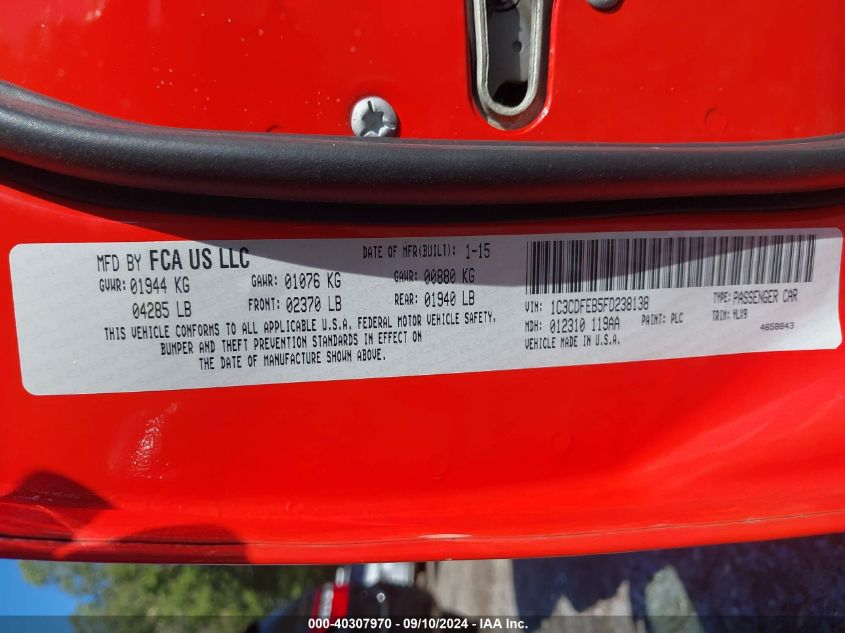 MFD BY FCA US LLC
DATE OF MFR(BUILT): 1-15
GVWR: 01944 KG
GAWR: 01076 KG
GAWR: 00880 KG
04285 LB
FRONT: 02370 LB
REAR: 01940 LB
THIS VEHICLE CONFORMS TO ALL APPLICABLE U.S.A. FEDERAL MOTOR VEHICLE SAFETY,
BUMPER AND THEFT PREVENTION STANDARDS IN EFFECT ON
THE DATE OF MANUFACTURE SHOWN ABOVE.
VIN: 1C3CDFEB5FD238138
TYPE: PASSENGER CAR
MDH: 012310 119AA
PAINT: PLC
TRIM: HLX9
VEHICLE MADE IN U.S.A.
4658043
000-40307970 - 09/10/2024 - IAA Inc.